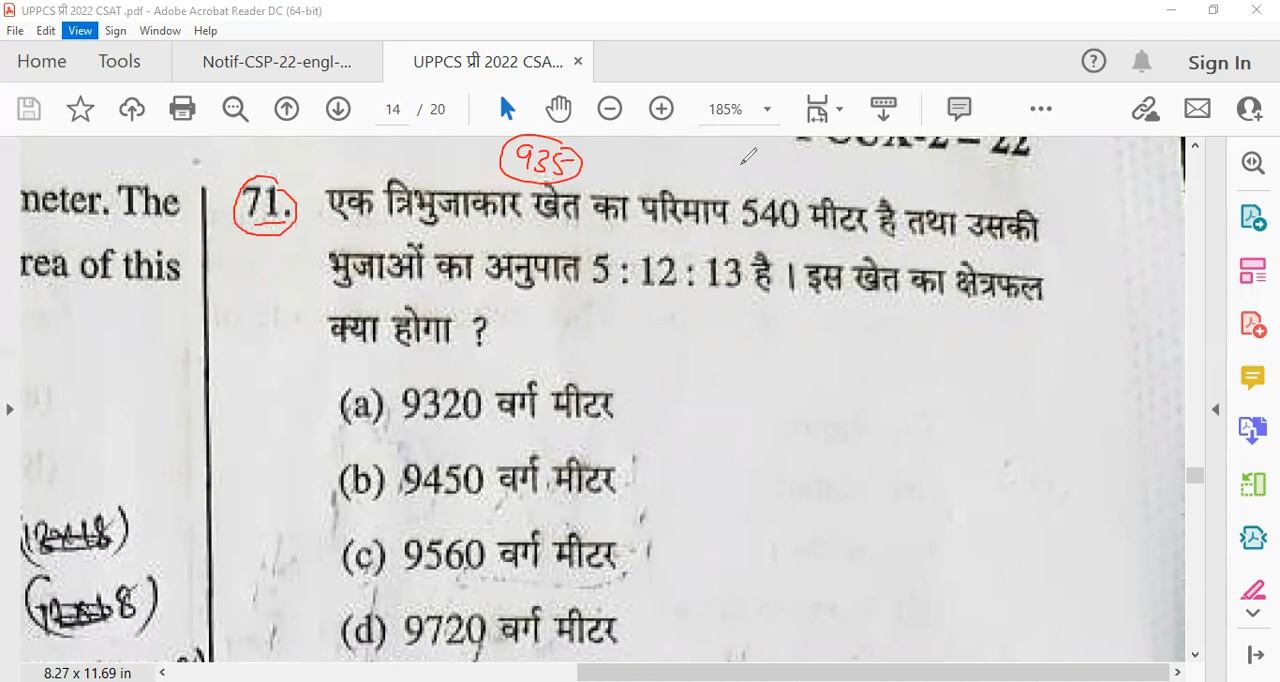 UPPCS प्री 2022 CSAT .pdf - Adobe Acrobat Reader DC (64-bit)
File Edit View Sign Window Help
Home Tools Notif-CSP-22-engl-... UPPCS प्री 2022 CSA... × Sign In
14 / 20 185%
935
71. एक त्रिभुजाकार खेत का परिमाप 540 मीटर है तथा उसकी
भुजाओं का अनुपात 5 : 12 : 13 है । इस खेत का क्षेत्रफल
क्या होगा ?
(a) 9320 वर्ग मीटर
(b) 9450 वर्ग मीटर
(c) 9560 वर्ग मीटर
(d) 9720 वर्ग मीटर
neter. The
rea of this
8.27 x 11.69 in